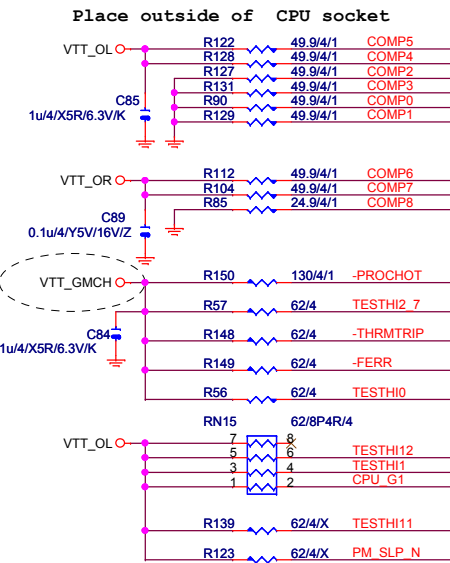 Place outside of CPU socket
VTT_OL
R122 49.9/4/1 COMP5
R128 49.9/4/1 COMP4
R127 49.9/4/1 COMP2
R131 49.9/4/1 COMP3
R90 49.9/4/1 COMP0
R129 49.9/4/1 COMP1
C85
1u/4/X5R/6.3V/K
VTT_OR
R112 49.9/4/1 COMP6
R104 49.9/4/1 COMP7
R85 24.9/4/1 COMP8
C89
0.1u/4/Y5V/16V/Z
VTT_GMCH
R150 130/4/1 -PROCHOT
R57 62/4 TESTHI2_7
C84
1u/4/X5R/6.3V/K
R148 62/4 -THRMTRIP
R149 62/4 -FERR
R56 62/4 TESTHI0
RN15 62/8P4R/4
VTT_OL
7 8
5 6 TESTHI12
3 4 TESTHI1
1 2 CPU_G1
R139 62/4/X TESTHI11
R123 62/4/X PM_SLP_N